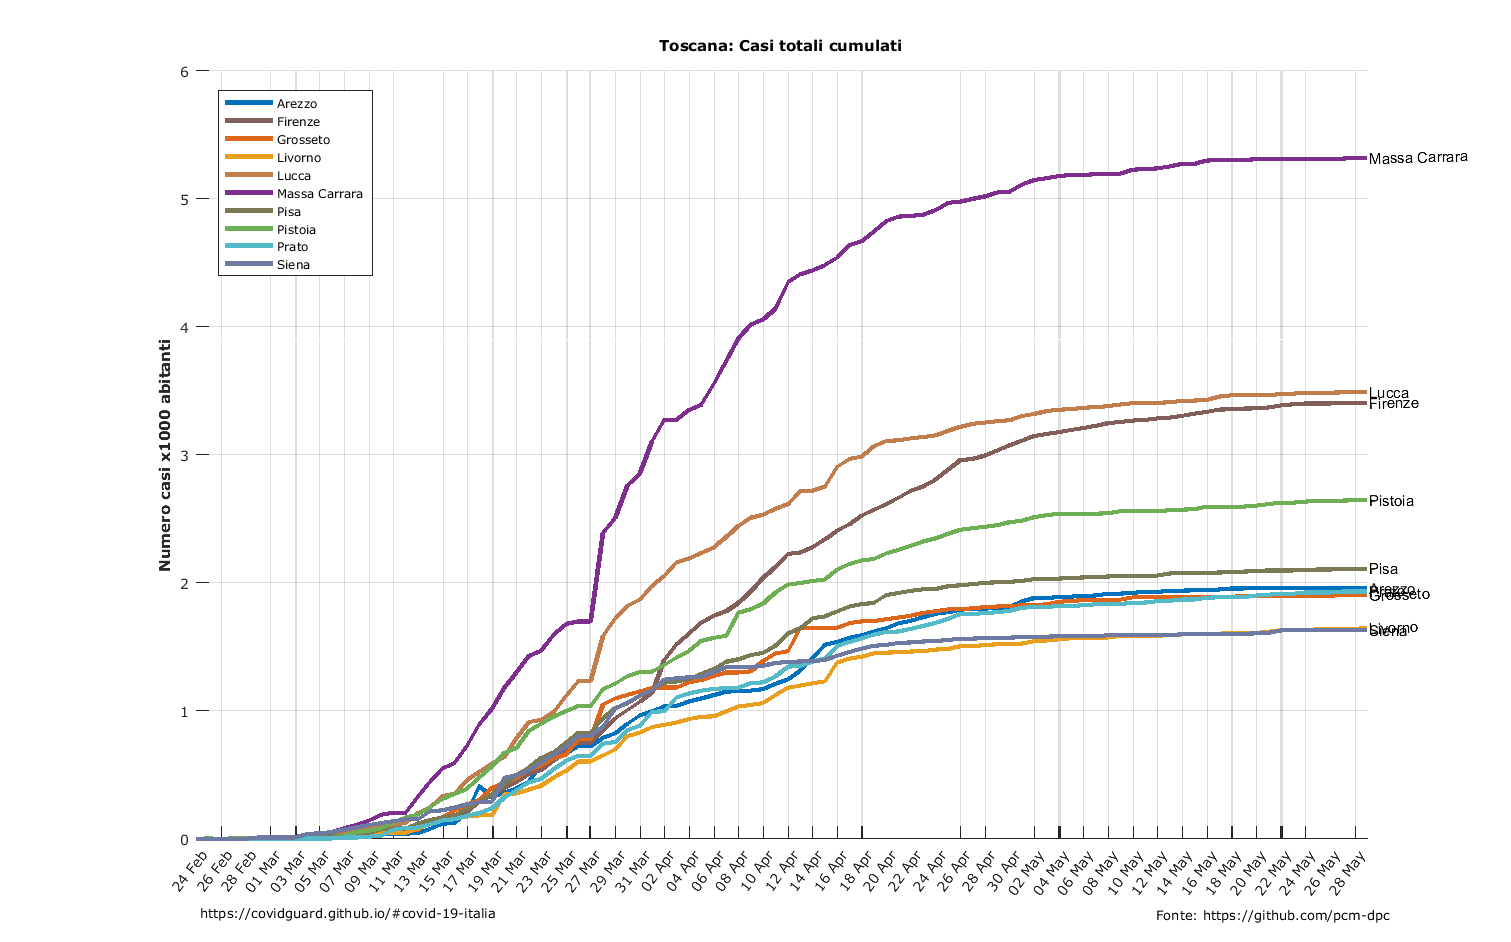 Toscana: Casi totali cumulati
6
5
4
3
2
1
0
Numero casi x1000 abitanti
Arezzo
Firenze
Grosseto
Livorno
Lucca
Massa Carrara
Pisa
Pistoia
Prato
Siena
Massa Carrara
Lucca
Firenze
Pistoia
Pisa
Arezzo
Prato
Grosseto
Livorno
Siena
24 Feb
26 Feb
28 Feb
01 Mar
03 Mar
05 Mar
07 Mar
09 Mar
11 Mar
13 Mar
15 Mar
17 Mar
19 Mar
21 Mar
23 Mar
25 Mar
27 Mar
29 Mar
31 Mar
02 Apr
04 Apr
06 Apr
08 Apr
10 Apr
12 Apr
14 Apr
16 Apr
18 Apr
20 Apr
22 Apr
24 Apr
26 Apr
28 Apr
30 Apr
02 May
04 May
06 May
08 May
10 May
12 May
14 May
16 May
18 May
20 May
22 May
24 May
26 May
28 May
https://covidguard.github.io/#covid-19-italia
Fonte: https://github.com/pcm-dpc